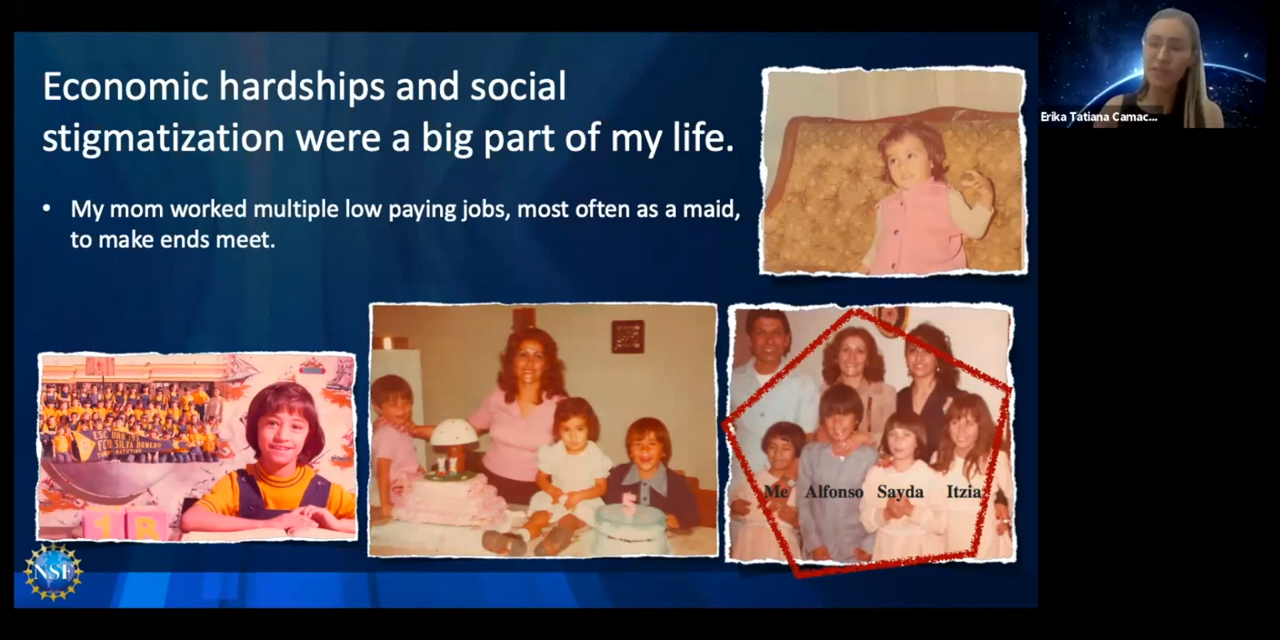 Economic hardships and social
stigmatization were a big part of my life.
Erika Tatiana Camac...
• My mom worked multiple low paying jobs, most often as a maid,
to make ends meet.
Me Alfonso Sayda Itzia
1 B
NSF